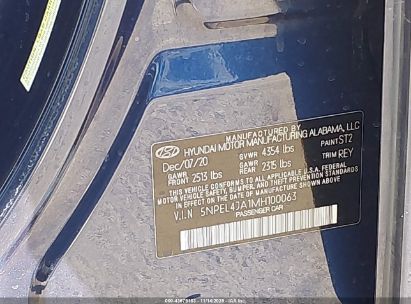 MANUFACTURED BY
HYUNDAI MOTOR MANUFACTURING ALABAMA, LLC
Dec/07/20 GVWR 4354 lbs PAINT ST2
GAWR FRONT 2513 lbs GAWR REAR 2315 lbs TRIM REY
THIS VEHICLE CONFORMS TO ALL APPLICABLE U.S.A. FEDERAL
MOTOR VEHICLE SAFETY, BUMPER, AND THEFT PREVENTION
STANDARDS IN EFFECT ON THE DATE OF MANUFACTURE SHOWN ABOVE.
V.I.N 5NPEL4JA1MH100063
PASSENGER CAR